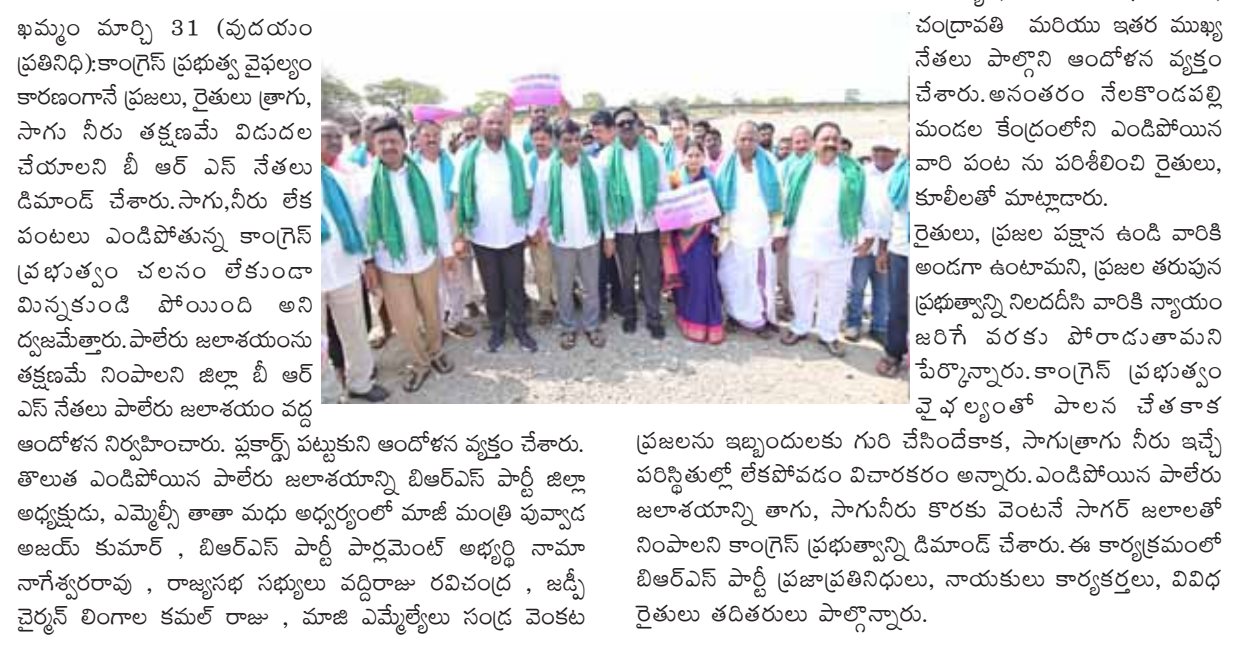 ఖమ్మం మార్చి 31 (వుదయం
ప్రతినిధి):కాంగ్రెస్ ప్రభుత్వ వైఫల్యం
కారణంగానే ప్రజలు, రైతులు త్రాగు,
సాగు నీరు తక్షణమే విడుదల
చేయాలని బీ ఆర్ ఎస్ నేతలు
డిమాండ్ చేశారు.సాగు,నీరు లేక
పంటలు ఎండిపోతున్న కాంగ్రెస్
ప్రభుత్వం చలనం లేకుండా
మిన్నకుండి పోయింది అని
ద్వజమేత్తారు.పాలేరు జలాశయంను
తక్షణమే నింపాలని జిల్లా బీ ఆర్
ఎస్ నేతలు పాలేరు జలాశయం వద్ద
ఆందోళన నిర్వహించారు. ప్లకార్డ్స్ పట్టుకుని ఆందోళన వ్యక్తం చేశారు.
తొలుత ఎండిపోయిన పాలేరు జలాశయాన్ని బిఆర్ఎస్ పార్టీ జిల్లా
అధ్యక్షుడు, ఎమ్మెల్సీ తాతా మధు అధ్వర్యంలో మాజీ మంత్రి పువ్వాడ
అజయ్ కుమార్ , బిఆర్ఎస్ పార్టీ పార్లమెంట్ అభ్యర్థి నామా
నాగేశ్వరరావు , రాజ్యసభ సభ్యులు వద్దిరాజు రవిచంద్ర , జడ్పీ
చైర్మన్ లింగాల కమల్ రాజు , మాజి ఎమ్మేల్యేలు సండ్ర వెంకట
చంద్రావతి మరియు ఇతర ముఖ్య
నేతలు పాల్గొని ఆందోళన వ్యక్తం
చేశారు.అనంతరం నేలకొండపల్లి
మండల కేంద్రంలోని ఎండిపోయిన
వారి పంట ను పరిశీలించి రైతులు,
కూలీలతో మాట్లాడారు.
రైతులు, ప్రజల పక్షాన ఉండి వారికి
అండగా ఉంటామని, ప్రజల తరుపున
ప్రభుత్వాన్ని నిలదదీసి వారికి న్యాయం
జరిగే వరకు పోరాడుతామని
పేర్కొన్నారు.కాంగ్రెస్ ప్రభుత్వం
వైఫల్యంతో పాలన చేతకాక
ప్రజలను ఇబ్బందులకు గురి చేసిందేకాక, సాగుత్రాగు నీరు ఇచ్చే
పరిస్థితుల్లో లేకపోవడం విచారకరం అన్నారు.ఎండిపోయిన పాలేరు
జలాశయాన్ని తాగు, సాగునీరు కొరకు వెంటనే సాగర్ జలాలతో
నింపాలని కాంగ్రెస్ ప్రభుత్వాన్ని డిమాండ్ చేశారు.ఈ కార్యక్రమంలో
బిఆర్ఎస్ పార్టీ ప్రజాప్రతినిధులు, నాయకులు కార్యకర్తలు, వివిధ
రైతులు తదితరులు పాల్గొన్నారు.